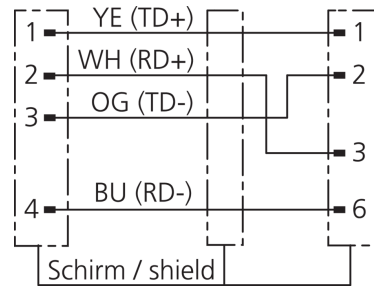 YE (TD+)
1 1
WH (RD+)
2 2
OG (TD-)
3
3
BU (RD-)
4 6
Schirm / shield